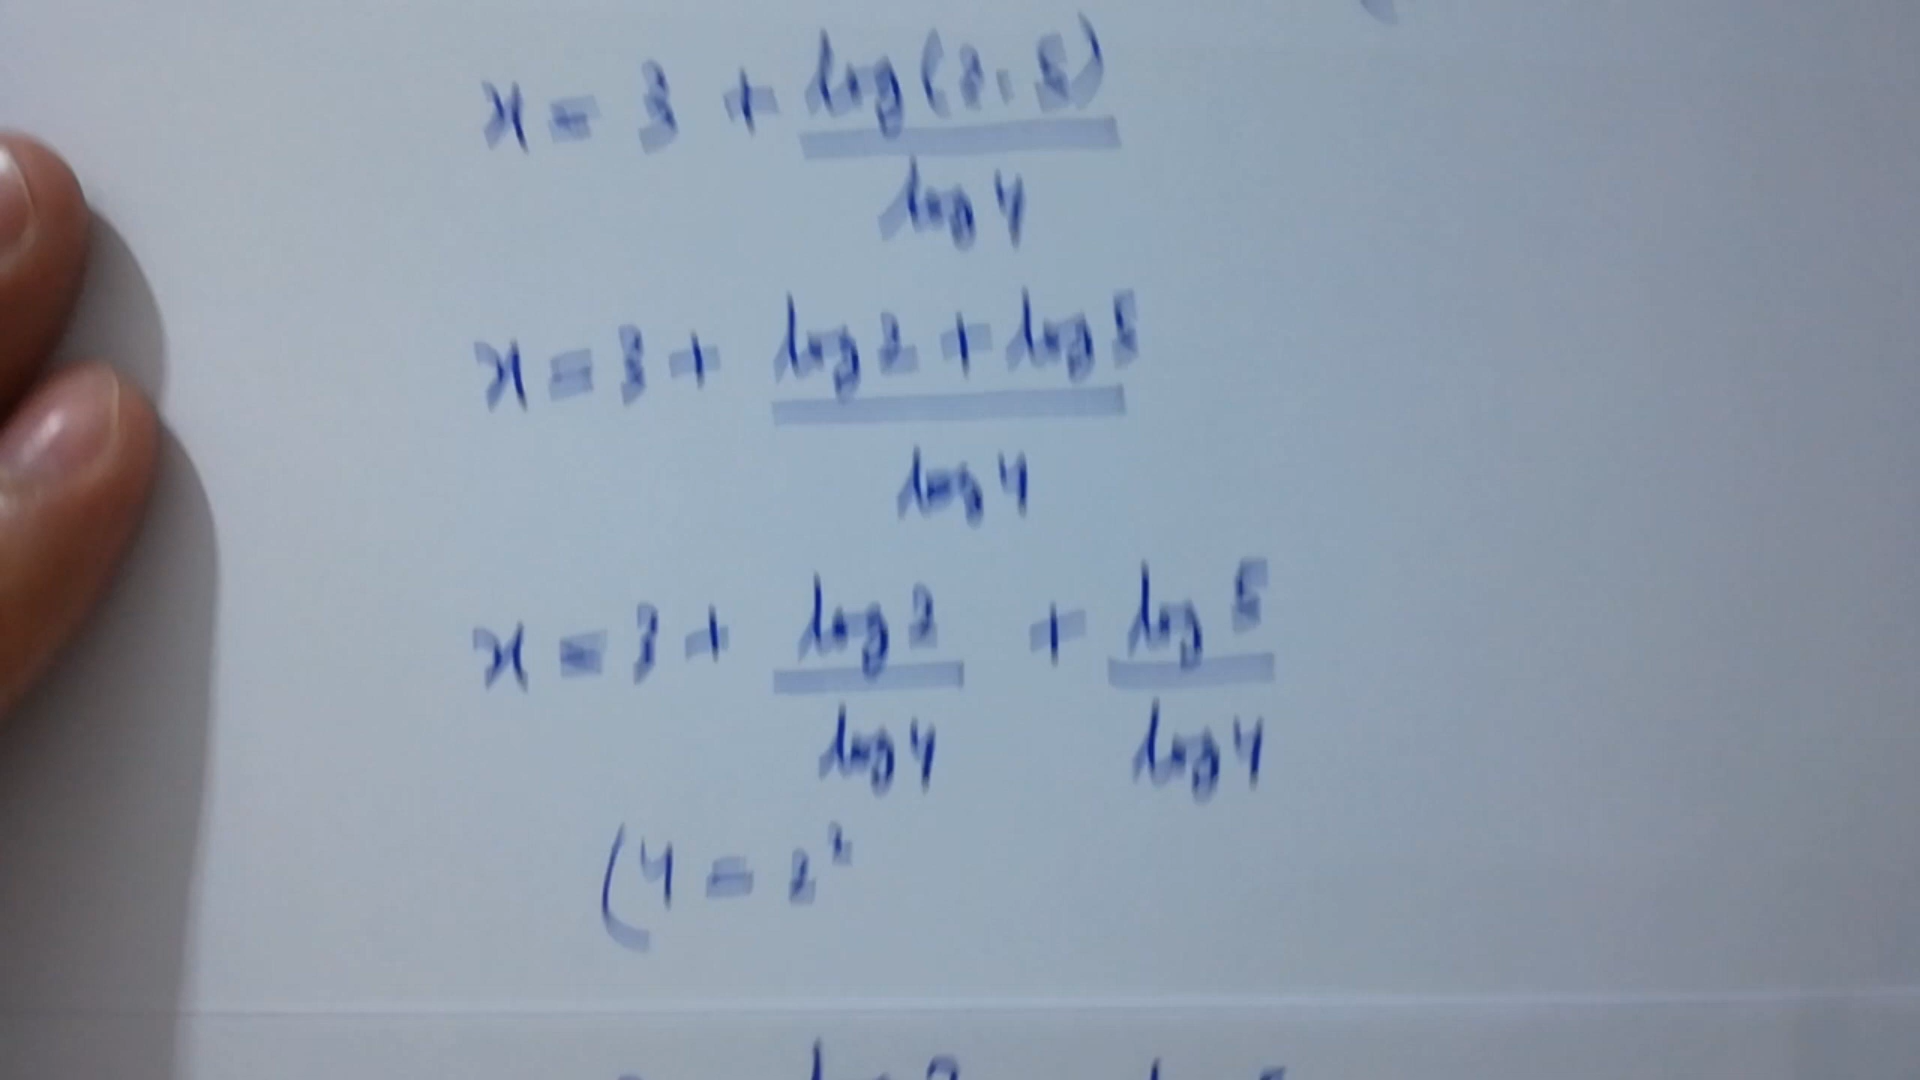 x = 3 + log(2.5) / log 4
x = 3 + (log 2 + log 5) / log 4
x = 3 + log 2 / log 4 + log 5 / log 4
(4 = 2²